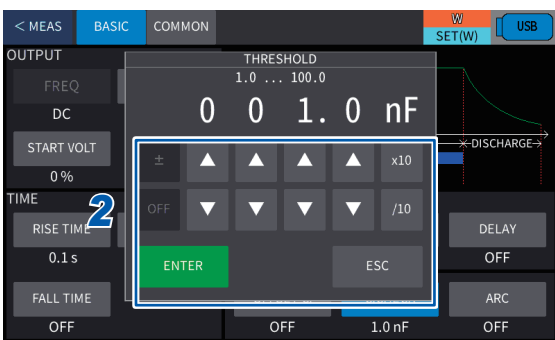 < MEAS BASIC COMMON W SET(W) USB
OUTPUT
THRESHOLD
1.0 ... 100.0
0 0 1. 0 nF
FREQ
DC
START VOLT
0 %
DISCHARGE
± ▲ ▲ ▲ ▲ x10
OFF ▼ ▼ ▼ ▼ /10
ENTER ESC
2
TIME
RISE TIME
0.1 s
DELAY
OFF
FALL TIME
OFF
OFF
1.0 nF
ARC
OFF